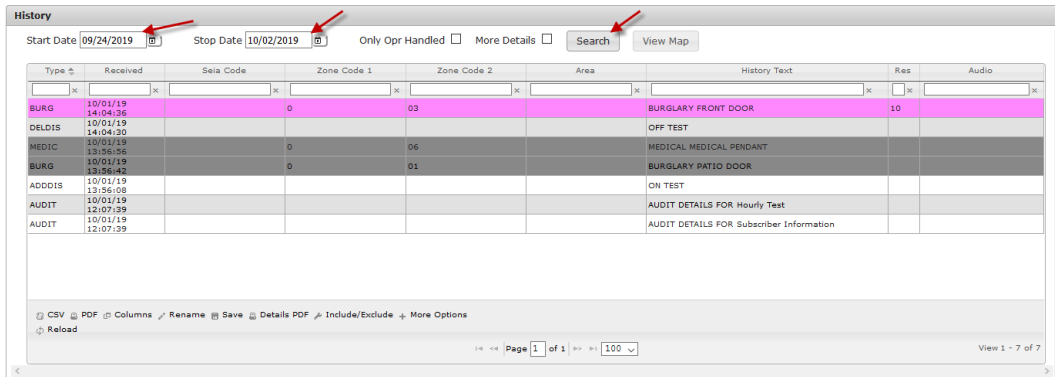 History
Start Date 09/24/2019 Stop Date 10/02/2019 Only Opr Handled More Details Search View Map
Type Received Seia Code Zone Code 1 Zone Code 2 Area History Text Res Audio
x x x x x x x x x
BURG 10/01/19 14:04:36 0 03 BURGLARY FRONT DOOR 10
DELDIS 10/01/19 14:04:30 OFF TEST
MEDIC 10/01/19 13:56:56 0 06 MEDICAL MEDICAL PENDANT
BURG 10/01/19 13:56:42 0 01 BURGLARY PATIO DOOR
ADDDIS 10/01/19 13:56:08 ON TEST
AUDIT 10/01/19 12:07:39 AUDIT DETAILS FOR Hourly Test
AUDIT 10/01/19 12:07:39 AUDIT DETAILS FOR Subscriber Information
CSV PDF Columns Rename Save Details PDF Include/Exclude + More Options
Reload
Page 1 of 1 100 View 1 - 7 of 7